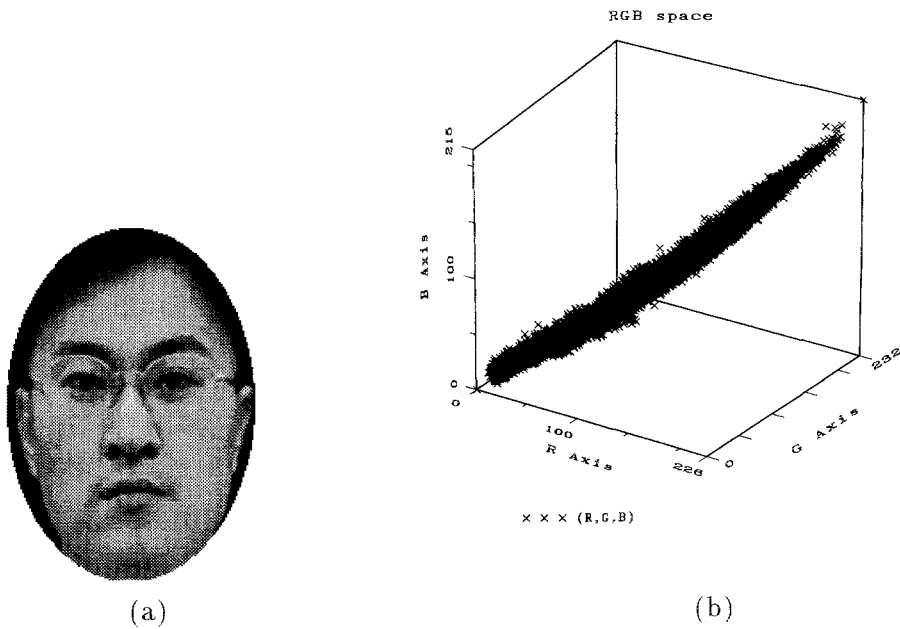 RGB space
215
100
0
B Axis
0
100
226
R Axis
0
232
G Axis
× × × (R,G,B)
(a)
(b)